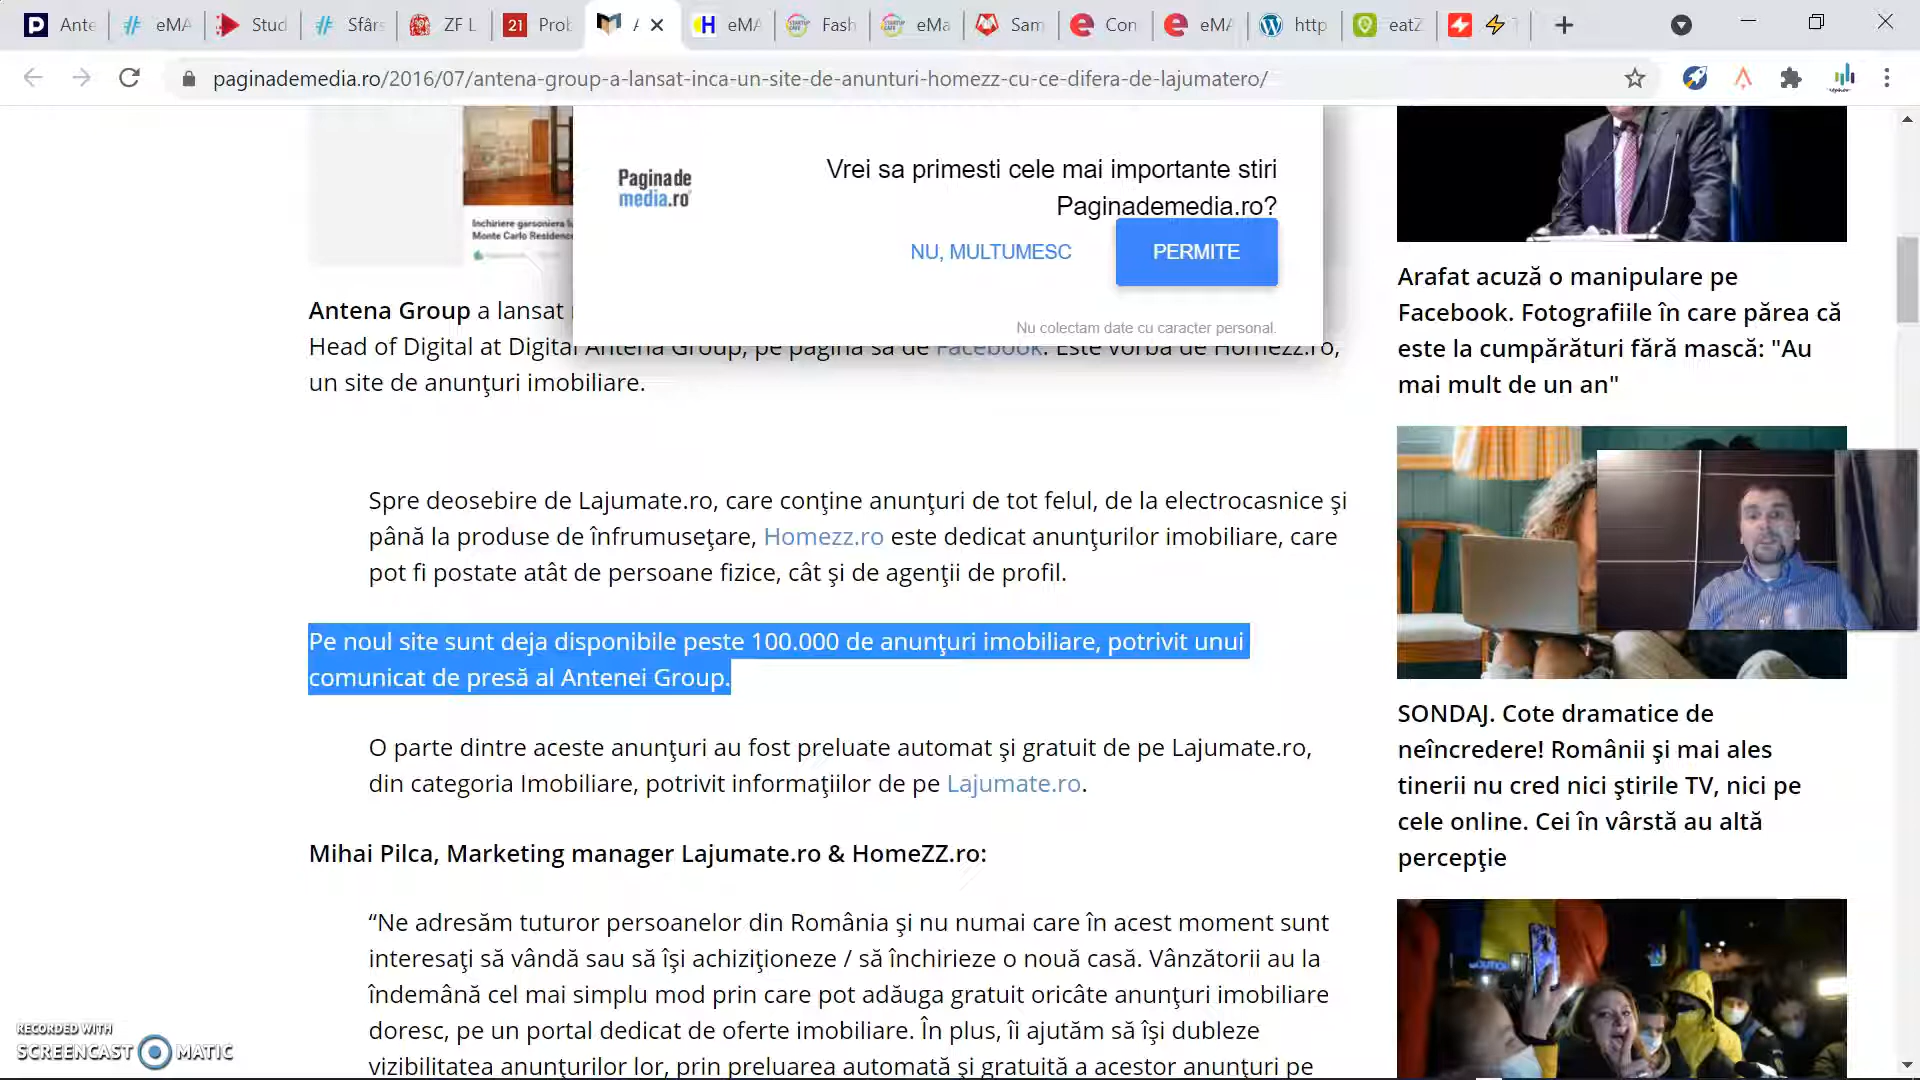 Ante
eMA
Stud
Sfârs
ZF L
21 Prob
A
H eMA
Fash
eMa
Sam
Con
eMA
http
eatZ
paginademedia.ro/2016/07/antena-group-a-lansat-inca-un-site-de-anunturi-homezz-cu-ce-difera-de-lajumatero/
Pagina de
media.ro
Vrei sa primesti cele mai importante stiri
Paginademedia.ro?
NU, MULTUMESC
PERMITE
Nu colectam date cu caracter personal.
Inchiriere garsoniera
Monte Carlo Residence
Antena Group a lansat
Head of Digital at Digital Antena Group, pe pagina sa de Facebook. Este vorba de Homezz.ro,
un site de anunţuri imobiliare.
Spre deosebire de Lajumate.ro, care conţine anunţuri de tot felul, de la electrocasnice şi
până la produse de înfrumuseţare, Homezz.ro este dedicat anunţurilor imobiliare, care
pot fi postate atât de persoane fizice, cât şi de agenţii de profil.
Pe noul site sunt deja disponibile peste 100.000 de anunţuri imobiliare, potrivit unui
comunicat de presă al Antenei Group.
O parte dintre aceste anunţuri au fost preluate automat şi gratuit de pe Lajumate.ro,
din categoria Imobiliare, potrivit informaţiilor de pe Lajumate.ro.
Mihai Pilca, Marketing manager Lajumate.ro & HomeZZ.ro:
“Ne adresăm tuturor persoanelor din România şi nu numai care în acest moment sunt
interesaţi să vândă sau să îşi achiziţioneze / să închirieze o nouă casă. Vânzătorii au la
îndemână cel mai simplu mod prin care pot adăuga gratuit oricâte anunţuri imobiliare
doresc, pe un portal dedicat de oferte imobiliare. În plus, îi ajutăm să îşi dubleze
vizibilitatea anunţurilor lor, prin preluarea automată şi gratuită a acestor anunţuri pe
Arafat acuză o manipulare pe
Facebook. Fotografiile în care părea că
este la cumpărături fără mască: "Au
mai mult de un an"
SONDAJ. Cote dramatice de
neîncredere! Românii şi mai ales
tinerii nu cred nici ştirile TV, nici pe
cele online. Cei în vârstă au altă
percepţie
RECORDED WITH
SCREENCAST MATIC